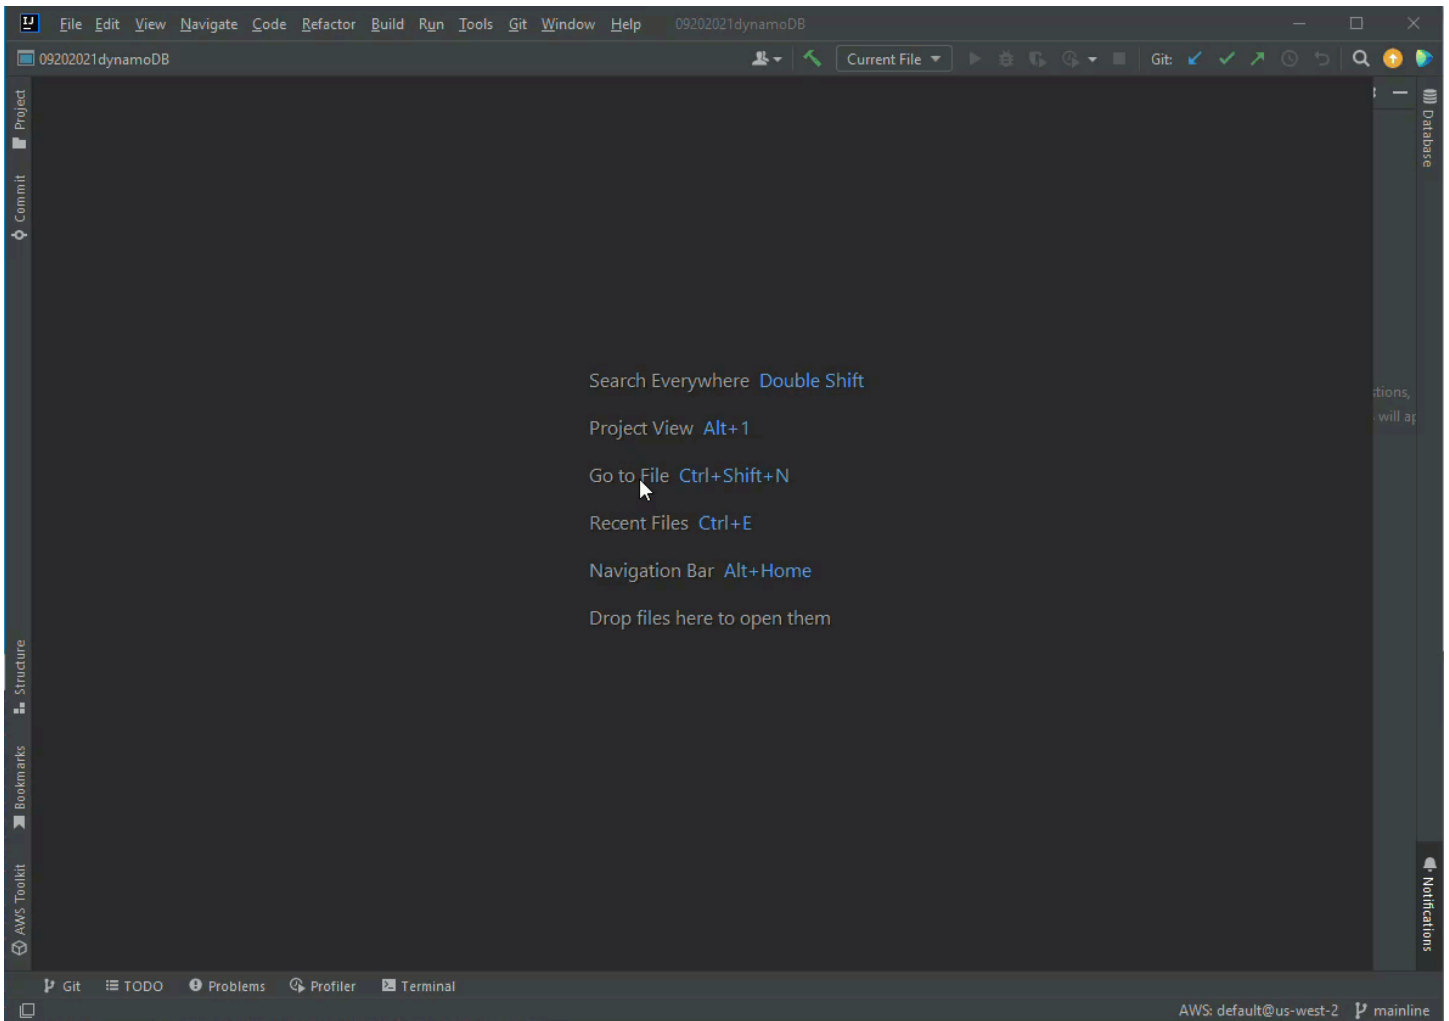 IJ File Edit View Navigate Code Refactor Build Run Tools Git Window Help 09202021dynamoDB
09202021dynamoDB Current File Git:
Project
Commit
Structure
Bookmarks
AWS Toolkit
Search Everywhere Double Shift
Project View Alt+1
Go to File Ctrl+Shift+N
Recent Files Ctrl+E
Navigation Bar Alt+Home
Drop files here to open them
will
Database
Notifications
Git TODO Problems Profiler Terminal
AWS: default@us-west-2 mainline